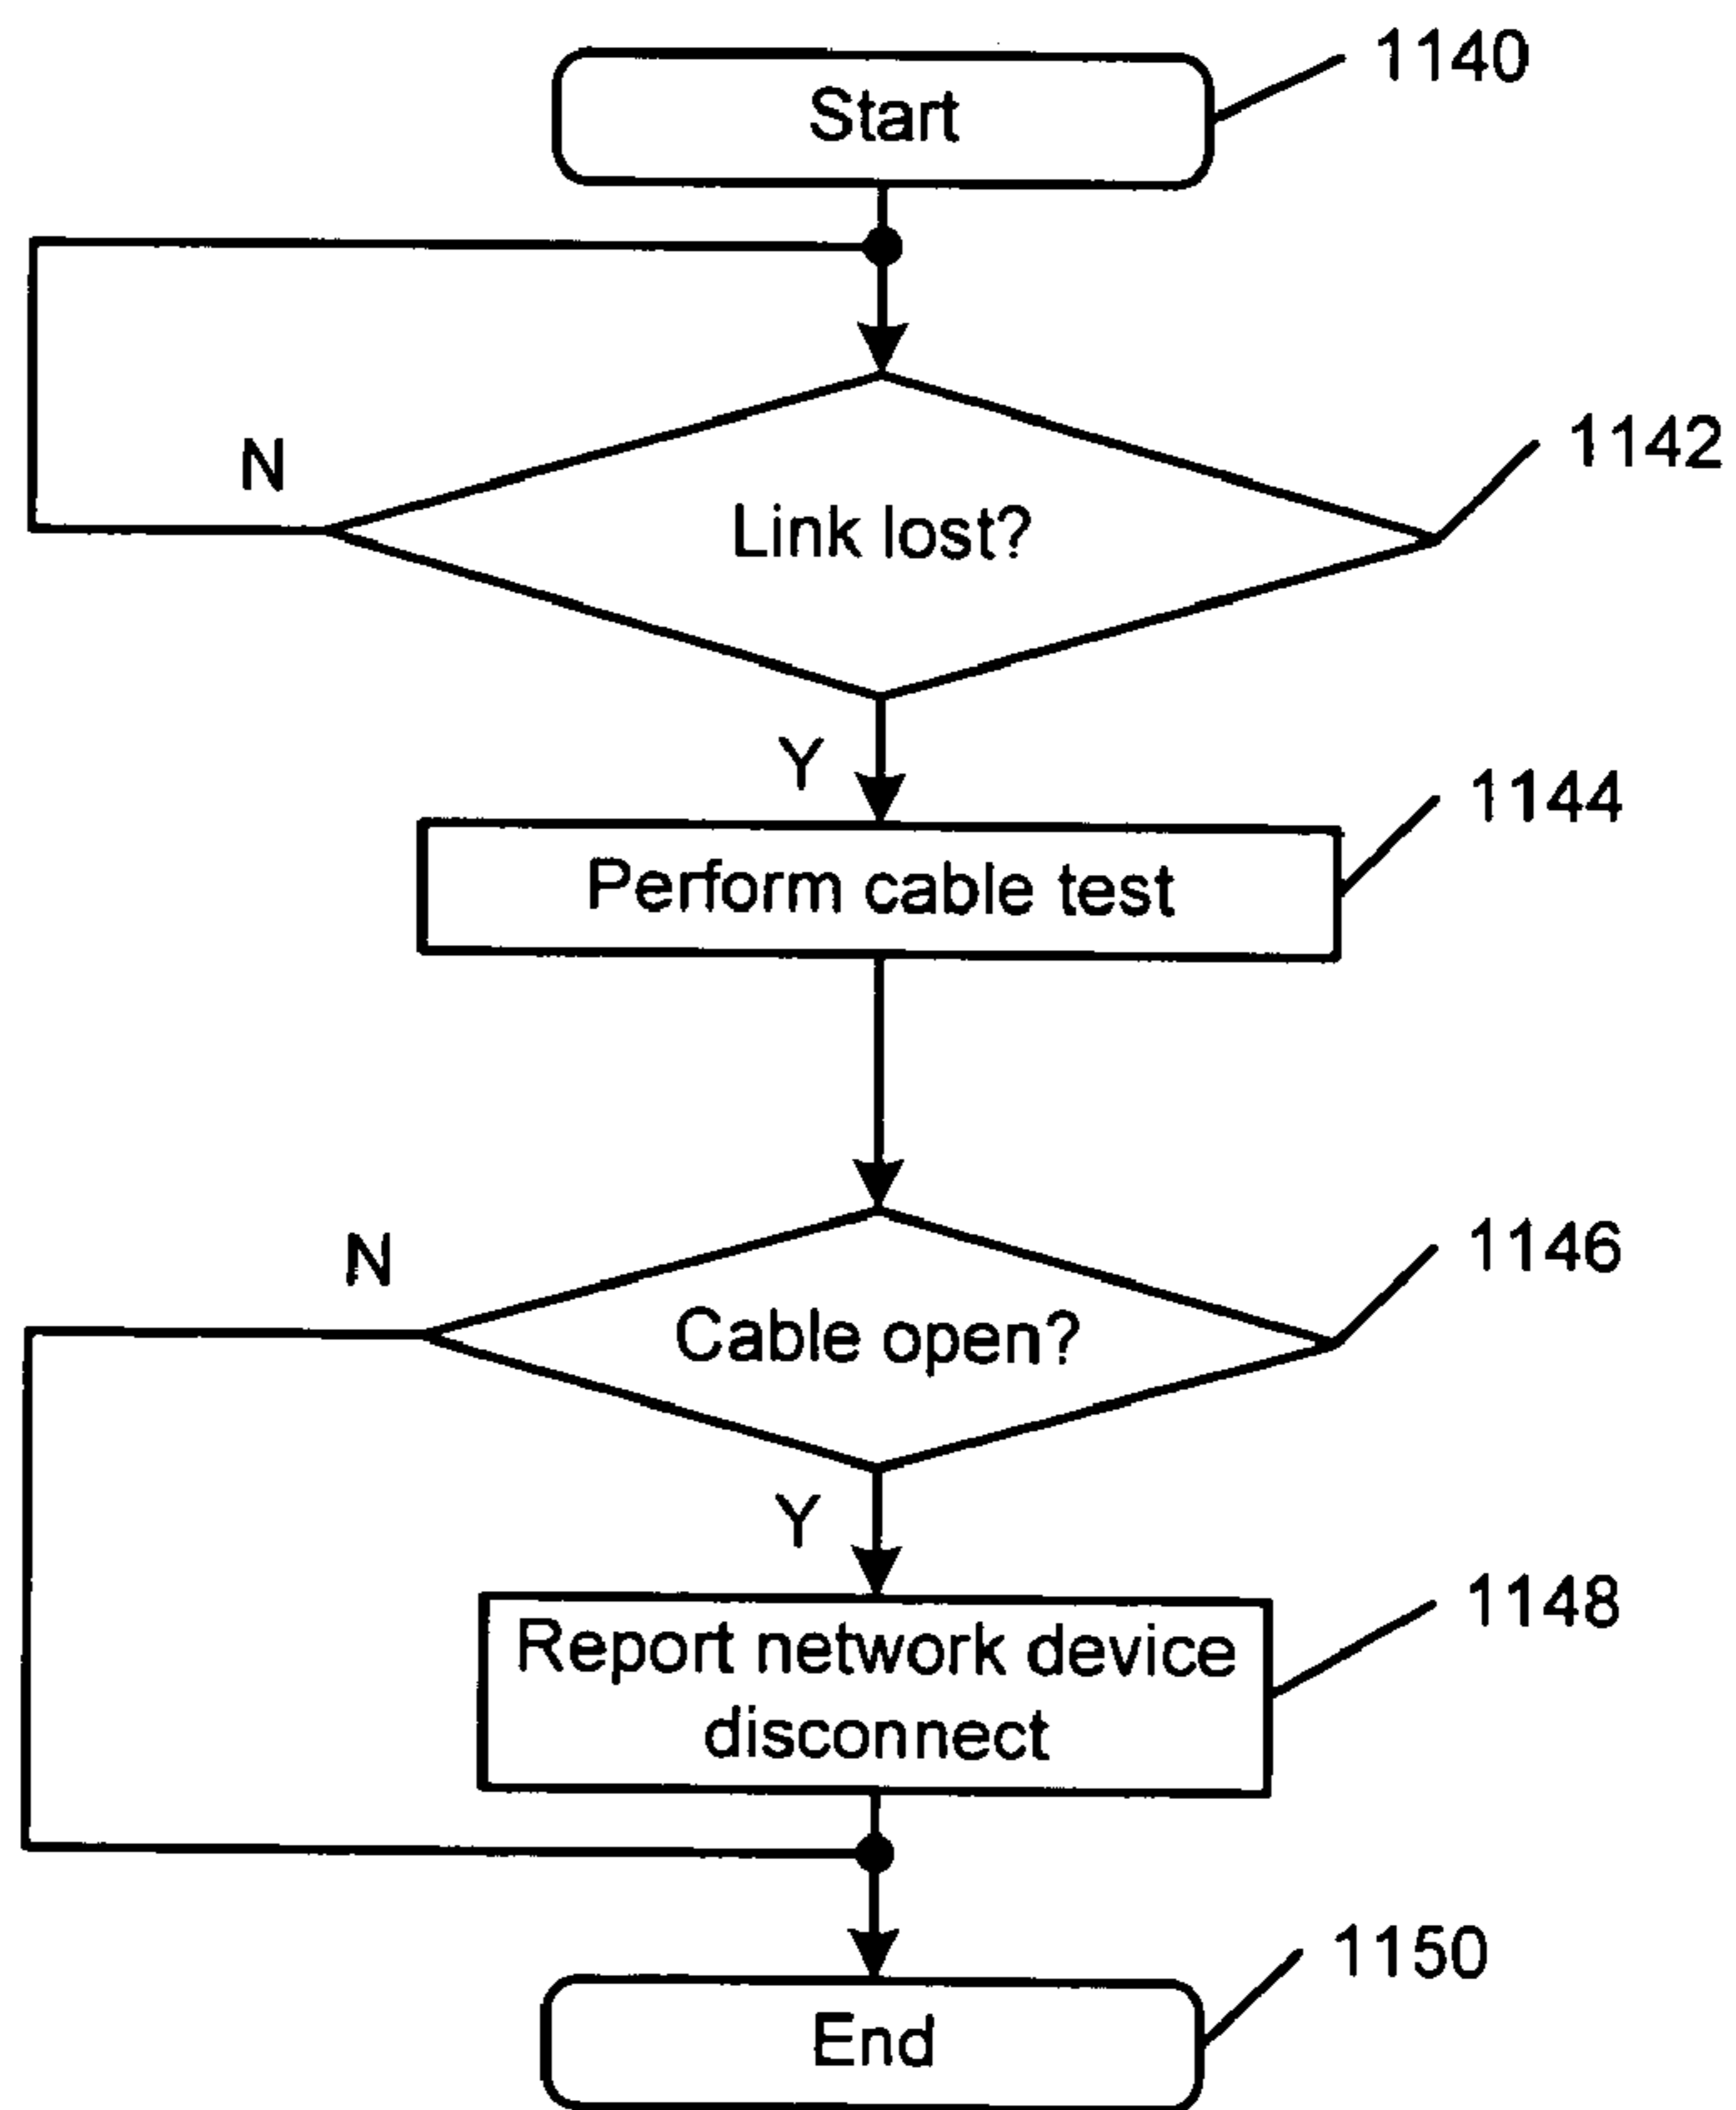 1140
Start
1142
N
Link lost?
Y
1144
Perform cable test
1146
N
Cable open?
Y
1148
Report network device
disconnect
1150
End